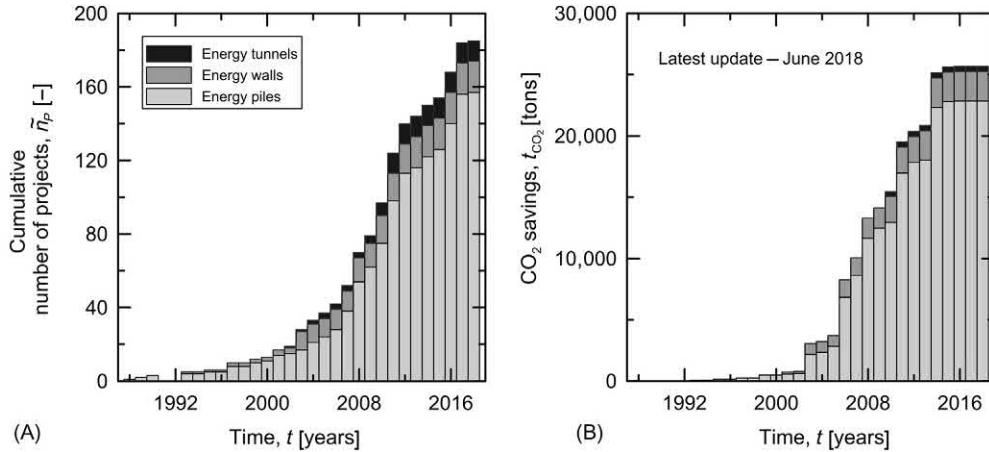 200
160
120
80
40
0
Cumulative
number of projects, ñ_P [–]
Energy tunnels
Energy walls
Energy piles
1992
2000
2008
2016
Time, t [years]
(A)
30,000
20,000
10,000
0
CO₂ savings, t_CO₂ [tons]
Latest update – June 2018
1992
2000
2008
2016
Time, t [years]
(B)